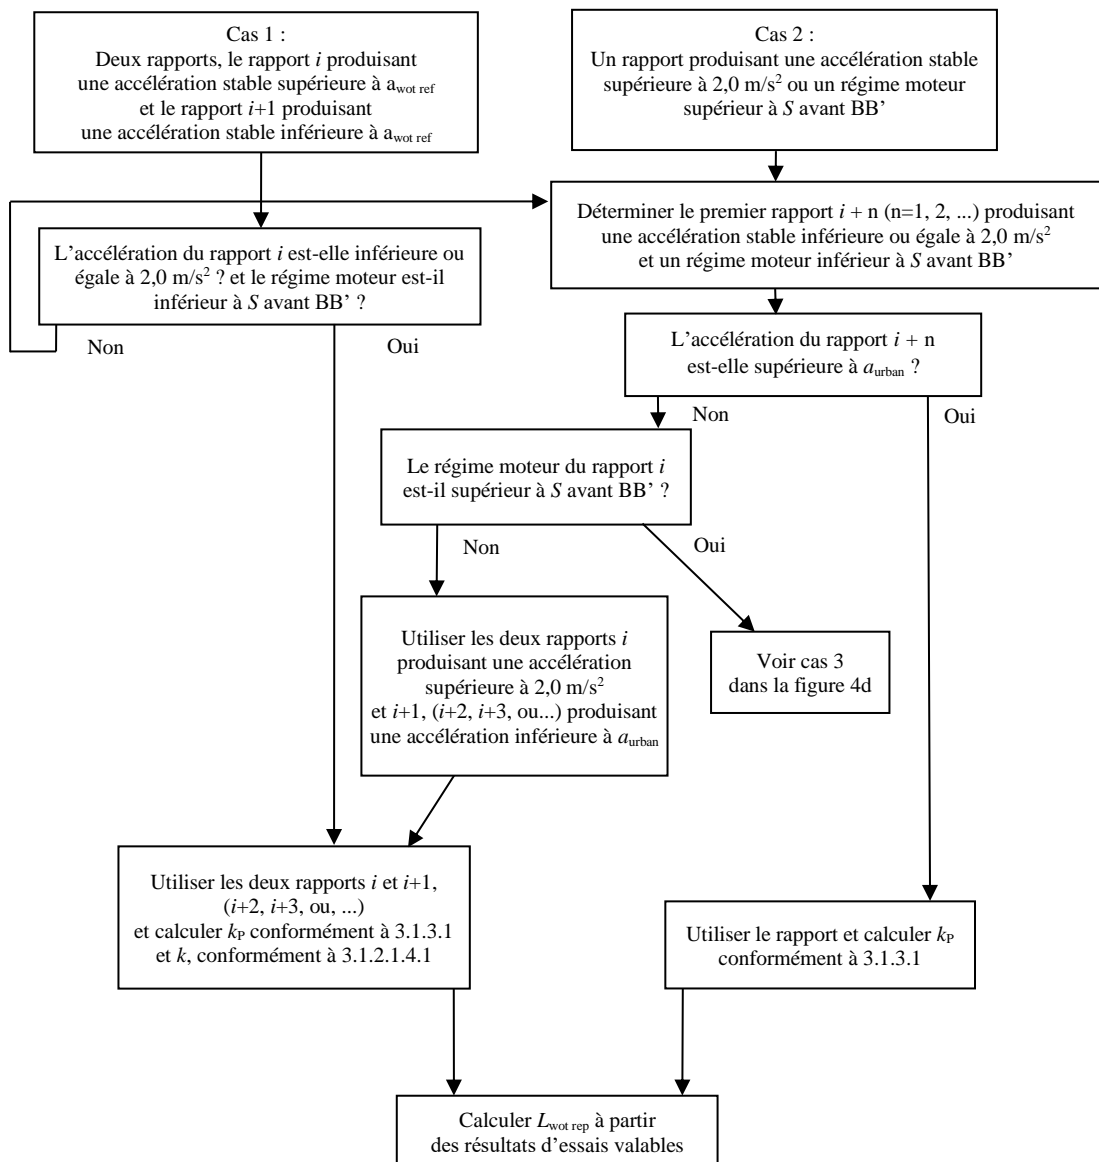 Cas 1 :
Deux rapports, le rapport i produisant
une accélération stable supérieure à a_wot ref
et le rapport i+1 produisant
une accélération stable inférieure à a_wot ref
Cas 2 :
Un rapport produisant une accélération stable
supérieure à 2,0 m/s² ou un régime moteur
supérieur à S avant BB’
L’accélération du rapport i est-elle inférieure ou
égale à 2,0 m/s² ? et le régime moteur est-il
inférieur à S avant BB’ ?
Déterminer le premier rapport i + n (n=1, 2, ...) produisant
une accélération stable inférieure ou égale à 2,0 m/s²
et un régime moteur inférieur à S avant BB’
Non
Oui
L’accélération du rapport i + n
est-elle supérieure à a_urban ?
Non
Oui
Le régime moteur du rapport i
est-il supérieur à S avant BB’ ?
Non
Oui
Utiliser les deux rapports i
produisant une accélération
supérieure à 2,0 m/s²
et i+1, (i+2, i+3, ou...) produisant
une accélération inférieure à a_urban
Voir cas 3
dans la figure 4d
Utiliser les deux rapports i et i+1,
(i+2, i+3, ou, ...)
et calculer k_P conformément à 3.1.3.1
et k, conformément à 3.1.2.1.4.1
Utiliser le rapport et calculer k_P
conformément à 3.1.3.1
Calculer L_wot rep à partir
des résultats d’essais valables